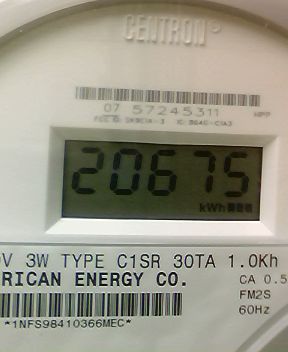 CENTRON®
07 57245311
20675
kWh
V 3W TYPE C1SR 30TA 1.0Kh
RICAN ENERGY CO.
CA 0.5
FM2S
60Hz
*1NFS98410366MEC*